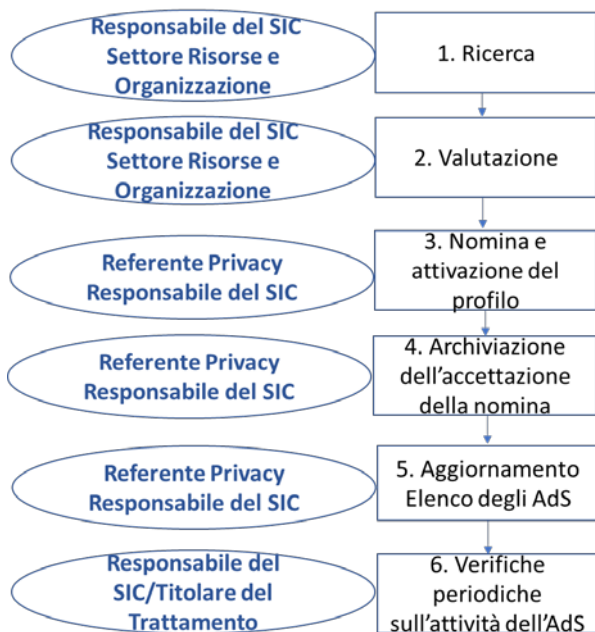 Responsabile del SIC
Settore Risorse e
Organizzazione
1. Ricerca
Responsabile del SIC
Settore Risorse e
Organizzazione
2. Valutazione
Referente Privacy
Responsabile del SIC
3. Nomina e
attivazione del
profilo
Referente Privacy
Responsabile del SIC
4. Archiviazione
dell'accettazione
della nomina
Referente Privacy
Responsabile del SIC
5. Aggiornamento
Elenco degli AdS
Responsabile del
SIC/Titolare del
Trattamento
6. Verifiche
periodiche
sull'attività dell'AdS